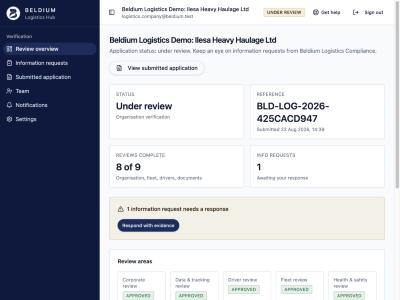 BELDIUM
Logistics Hub
Verification
Review overview
Information requests
Submitted application
Team
Notifications
Settings
Beldium Logistics Demo: Ilesa Heavy Haulage Ltd
logistics.company@beldium.test
UNDER REVIEW
Get help
Sign out
Beldium Logistics Demo: Ilesa Heavy Haulage Ltd
Application status: under review. Keep an eye on information requests from Beldium Logistics Compliance.
View submitted application
STATUS
Under review
Organisation verification
REFERENCE
BLD-LOG-2026-
425CACD947
Submitted 22 Aug 2026, 14:39
REVIEWS COMPLETE
8 of 9
Organisation, fleet, drivers, documents
INFO REQUESTS
1
Awaiting your response
1 information request needs a response
Respond with evidence
Review areas
Corporate
review
APPROVED
Data & tracking
review
APPROVED
Driver review
APPROVED
Fleet review
APPROVED
Health & safety
review
APPROVED